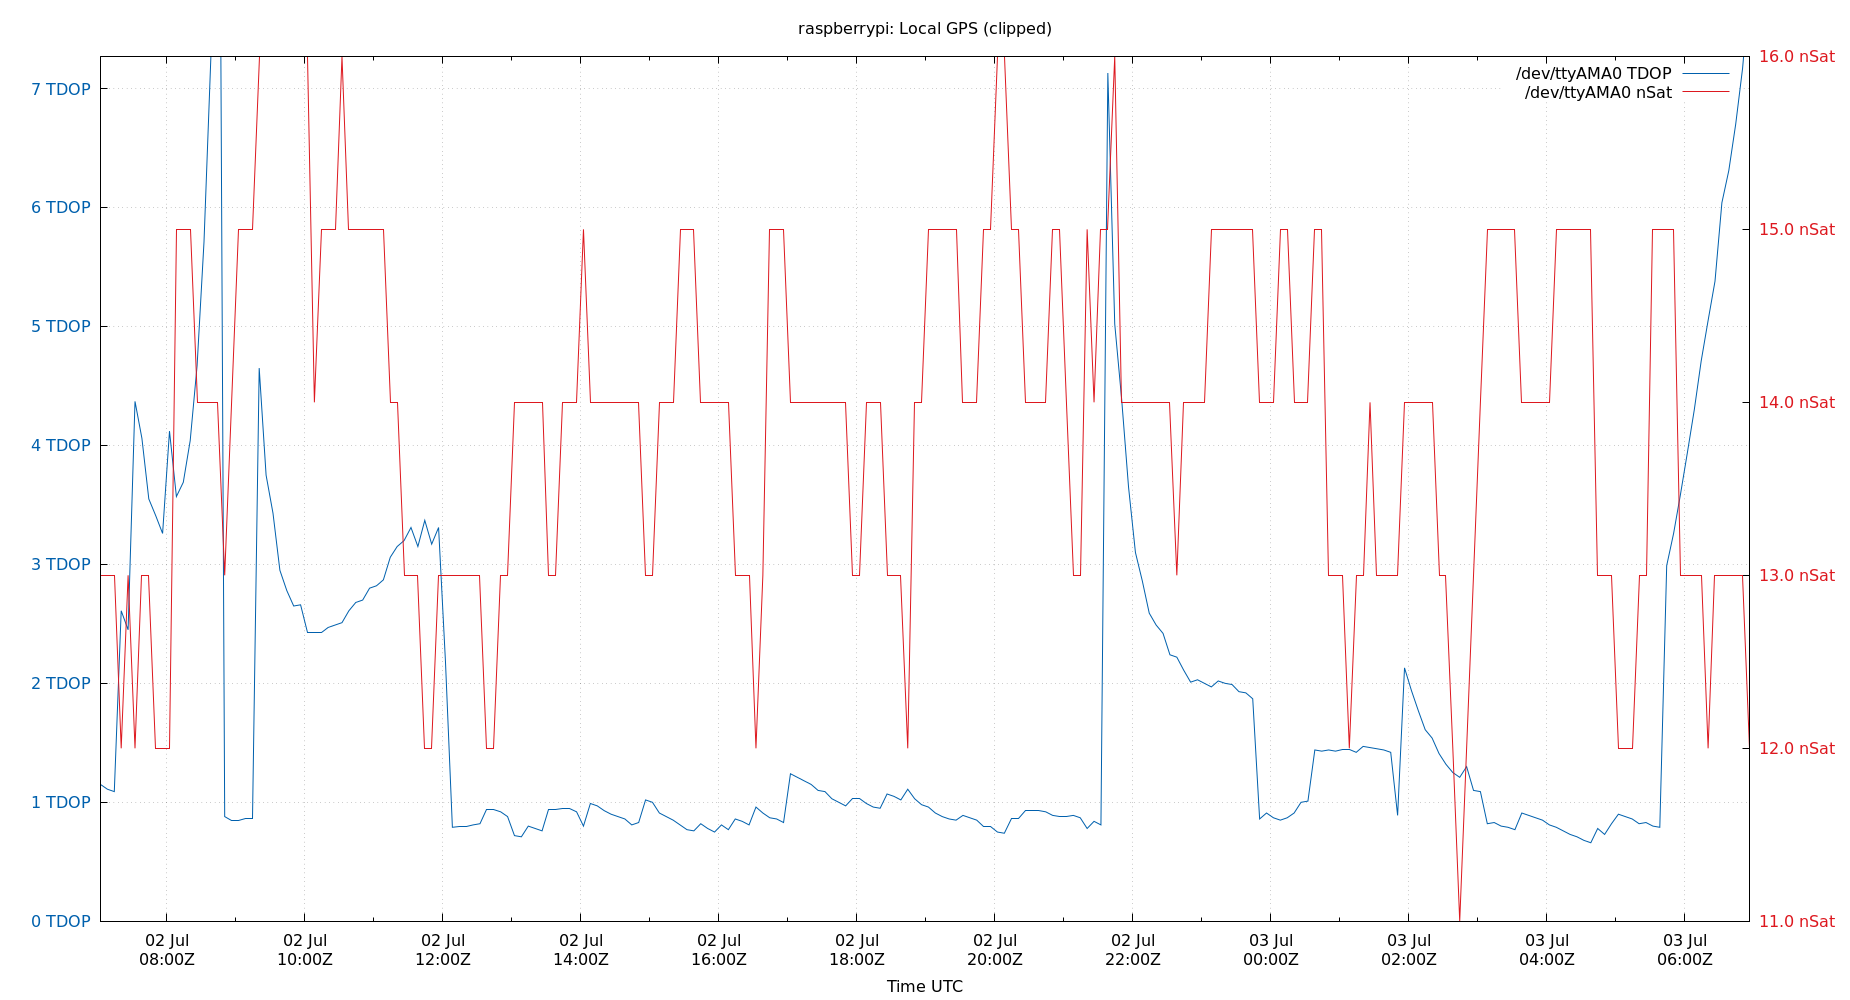 raspberrypi: Local GPS (clipped)
16.0 nSat
/dev/ttyAMA0 TDOP
7 TDOP
/dev/ttyAMA0 nSat
6 TDOP
15.0 nSat
5 TDOP
14.0 nSat
4 TDOP
3 TDOP
13.0 nSat
2 TDOP
12.0 nSat
1 TDOP
0 TDOP
11.0 nSat
02 Jul 02 Jul 02 Jul 02 Jul 02 Jul 02 Jul 02 Jul 02 Jul 03 Jul 03 Jul 03 Jul 03 Jul
08:00Z 10:00Z 12:00Z 14:00Z 16:00Z 18:00Z 20:00Z 22:00Z 00:00Z 02:00Z 04:00Z 06:00Z
Time UTC